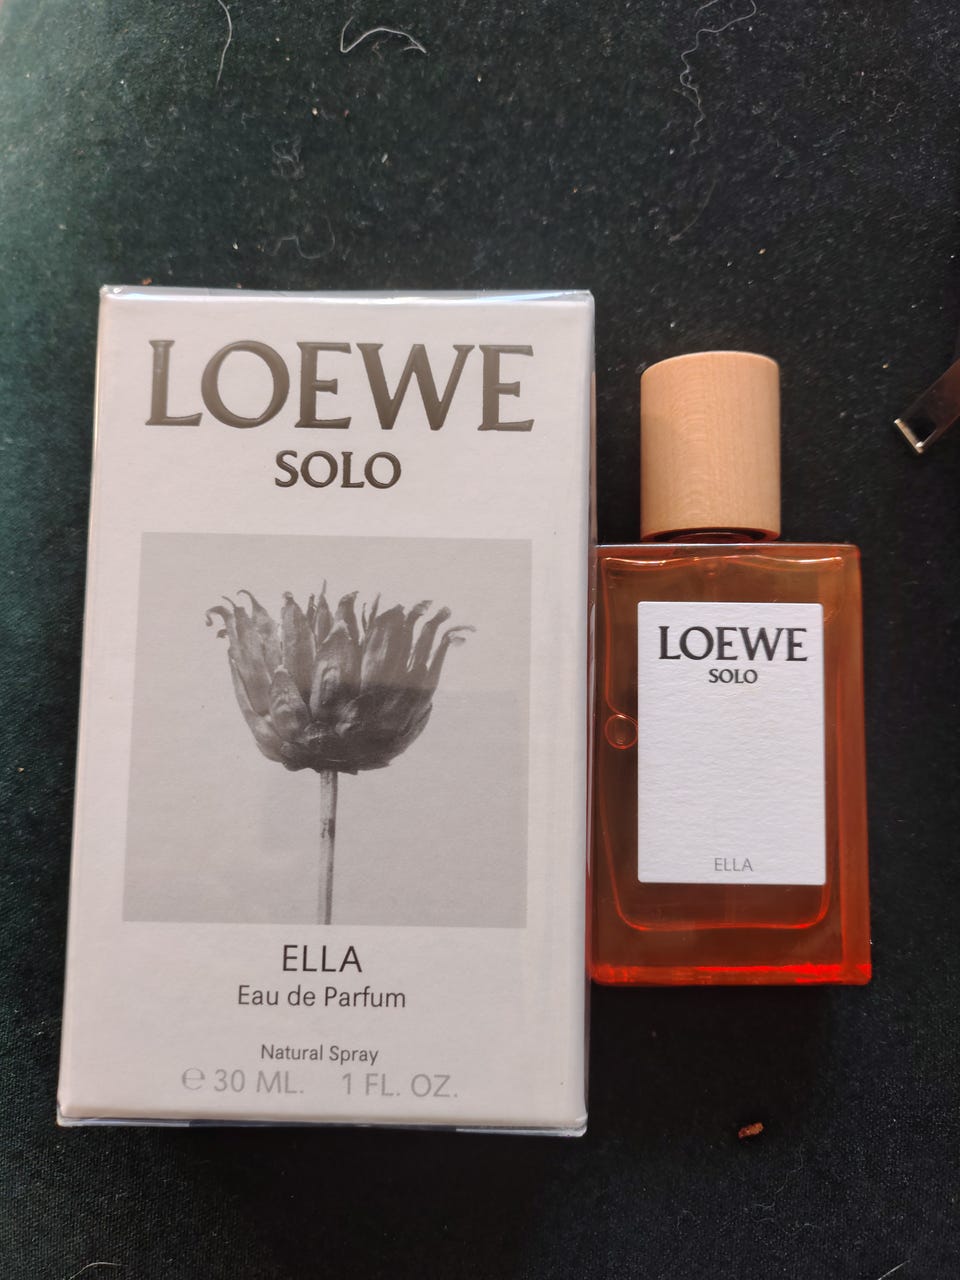 LOEWE
SOLO
ELLA
Eau de Parfum
Natural Spray
℮ 30 ML. 1 FL. OZ.
LOEWE
SOLO
ELLA